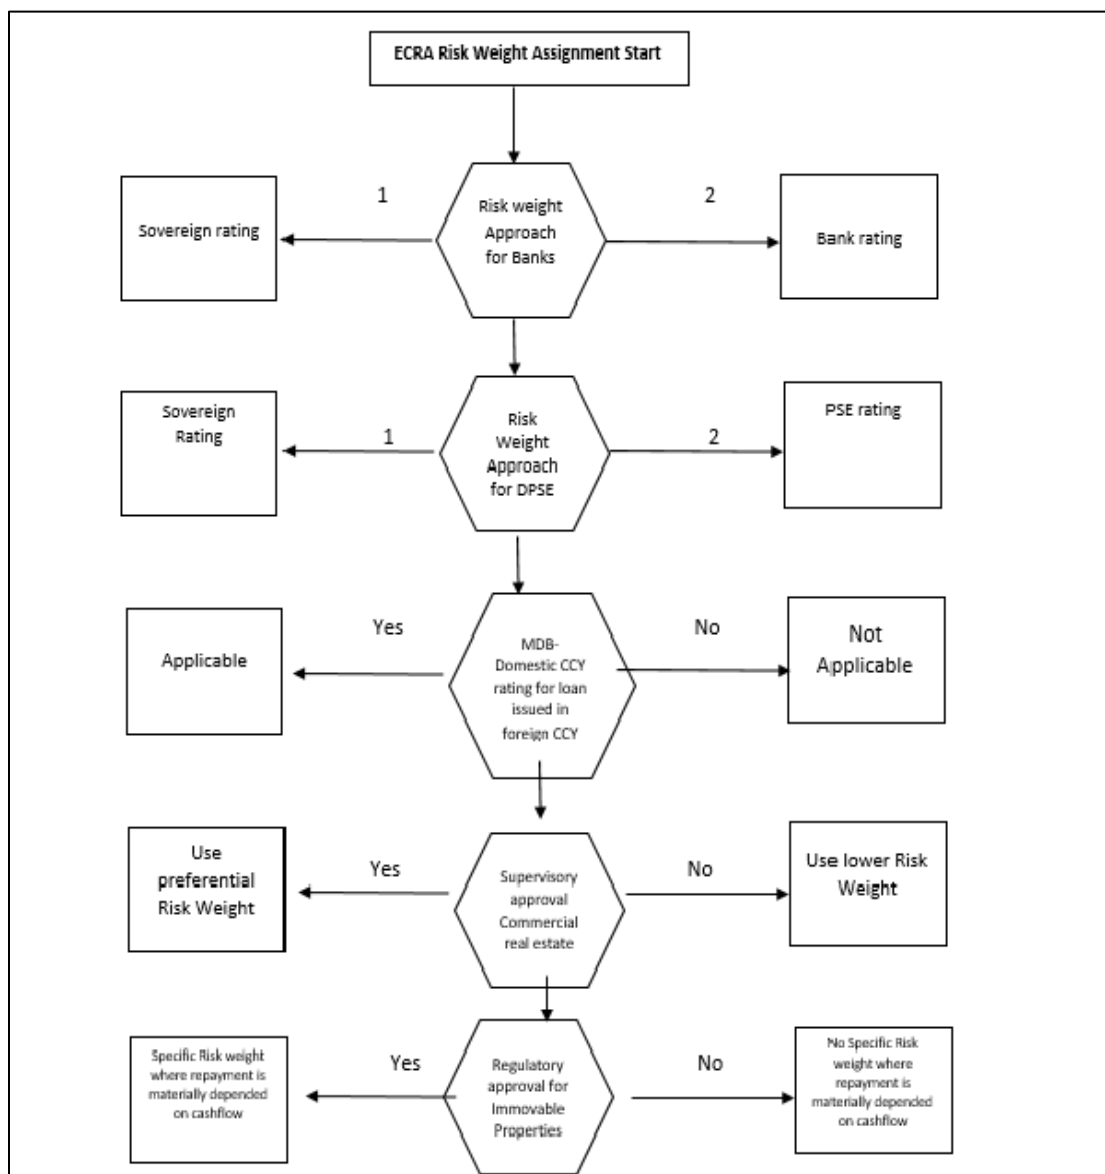 ECRA Risk Weight Assignment Start
1
2
Sovereign rating
Risk weight
Approach
for Banks
Bank rating
Sovereign
Rating
1
Risk
Weight
Approach
for DPSE
2
PSE rating
Yes
No
Applicable
MDB-
Domestic CCY
rating for loan
issued in
foreign CCY
Not
Applicable
Use
preferential
Risk Weight
Yes
Supervisory
approval
Commercial
real estate
No
Use lower Risk
Weight
Specific Risk weight
where repayment is
materially depended
on cashflow
Yes
Regulatory
approval for
Immovable
Properties
No
No Specific Risk
weight where
repayment is
materially depended
on cashflow